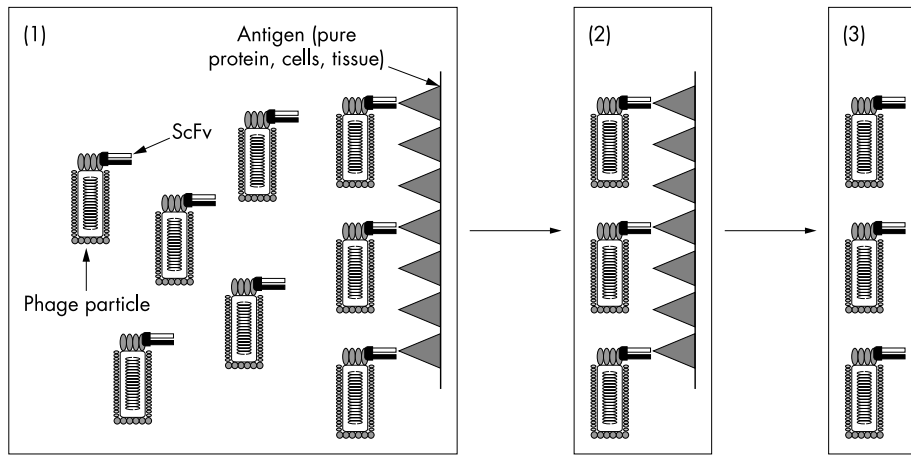 (1)
Antigen (pure
protein, cells, tissue)
ScFv
Phage particle
(2)
(3)